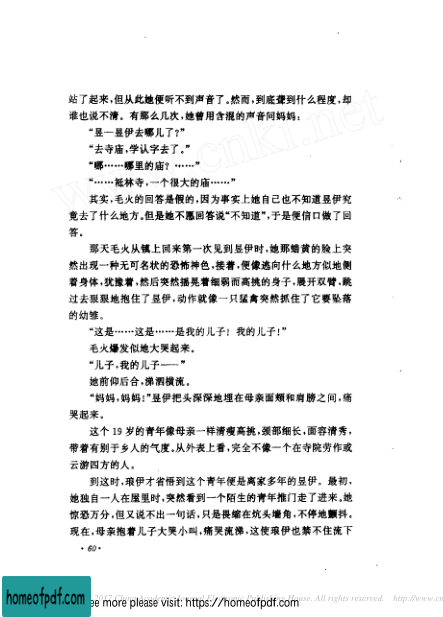 站了起来,但从此她便听不到声音了。然而,到底聋到什么程度,却
谁也说不清。有那么几次,她曾用含混的声音问妈妈:
“昱—昱伊去哪儿了?”
“去寺庙,学认字去了。”
“哪……哪里的庙?……”
“……祗林寺,一个很大的庙……”
其实,毛火的回答是假的,因为事实上她自己也不知道昱伊究
竟去了什么地方。但是她不愿回答说“不知道”,于是便信口做了回
答。
那天毛火从镇上回来第一次见到昱伊时,她那蜡黄的脸上突
然出现一种无可名状的恐怖神色,接着,便像逃向什么地方似地侧
着身体,犹豫着,然后突然摇晃着细弱而高挑的身子,展开双臂,跳
过去狠狠地抱住了昱伊,动作就像一只猛禽突然抓住了它要坠落
的幼雏。
“这是……这是……是我的儿子!我的儿子!”
毛火爆发似地大哭起来。
“儿子,我的儿子——”
她前仰后合,涕洒横流。
“妈妈,妈妈!”昱伊把头深深地埋在母亲面颊和肩膀之间,痛
哭起来。
这个19岁的青年像母亲一样清瘦高挑,颈部细长,面容清秀,
带着有别于乡人的气度。从外表上看,完全不像一个在寺院劳作或
云游四方的人。
到这时,琅伊才省悟到这个青年便是离家多年的昱伊。最初,
她独自一人在屋里时,突然看到一个陌生的青年推门走了进来。她
惊恐万分,但又说不出一句话,只是畏缩在炕头墙角,不停地颤抖。
现在,母亲抱着儿子大哭小叫,痛哭流涕,这使琅伊也禁不住流下
·60·
House. All rights reserved. http://www.cn
homeofpdf.com
ee more please visit: https://homeofpdf.com